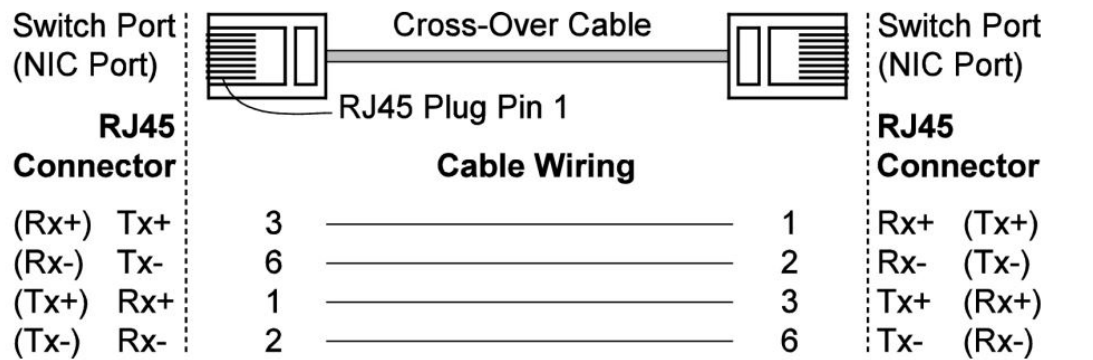 Switch Port Cross-Over Cable Switch Port
(NIC Port) (NIC Port)
RJ45 Plug Pin 1
RJ45 RJ45
Connector Cable Wiring Connector
(Rx+) Tx+ 3 1 Rx+ (Tx+)
(Rx-) Tx- 6 2 Rx- (Tx-)
(Tx+) Rx+ 1 3 Tx+ (Rx+)
(Tx-) Rx- 2 6 Tx- (Rx-)